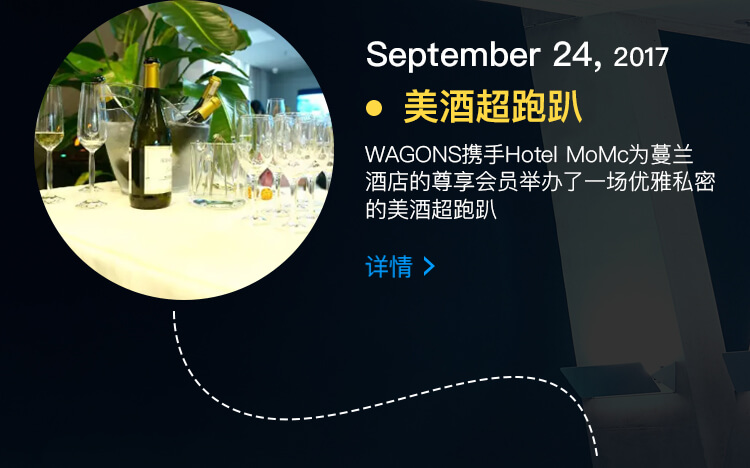 September 24, 2017
美酒超跑趴
WAGONS携手Hotel MoMc为蔓兰
酒店的尊享会员举办了一场优雅私密
的美酒超跑趴
详情 >